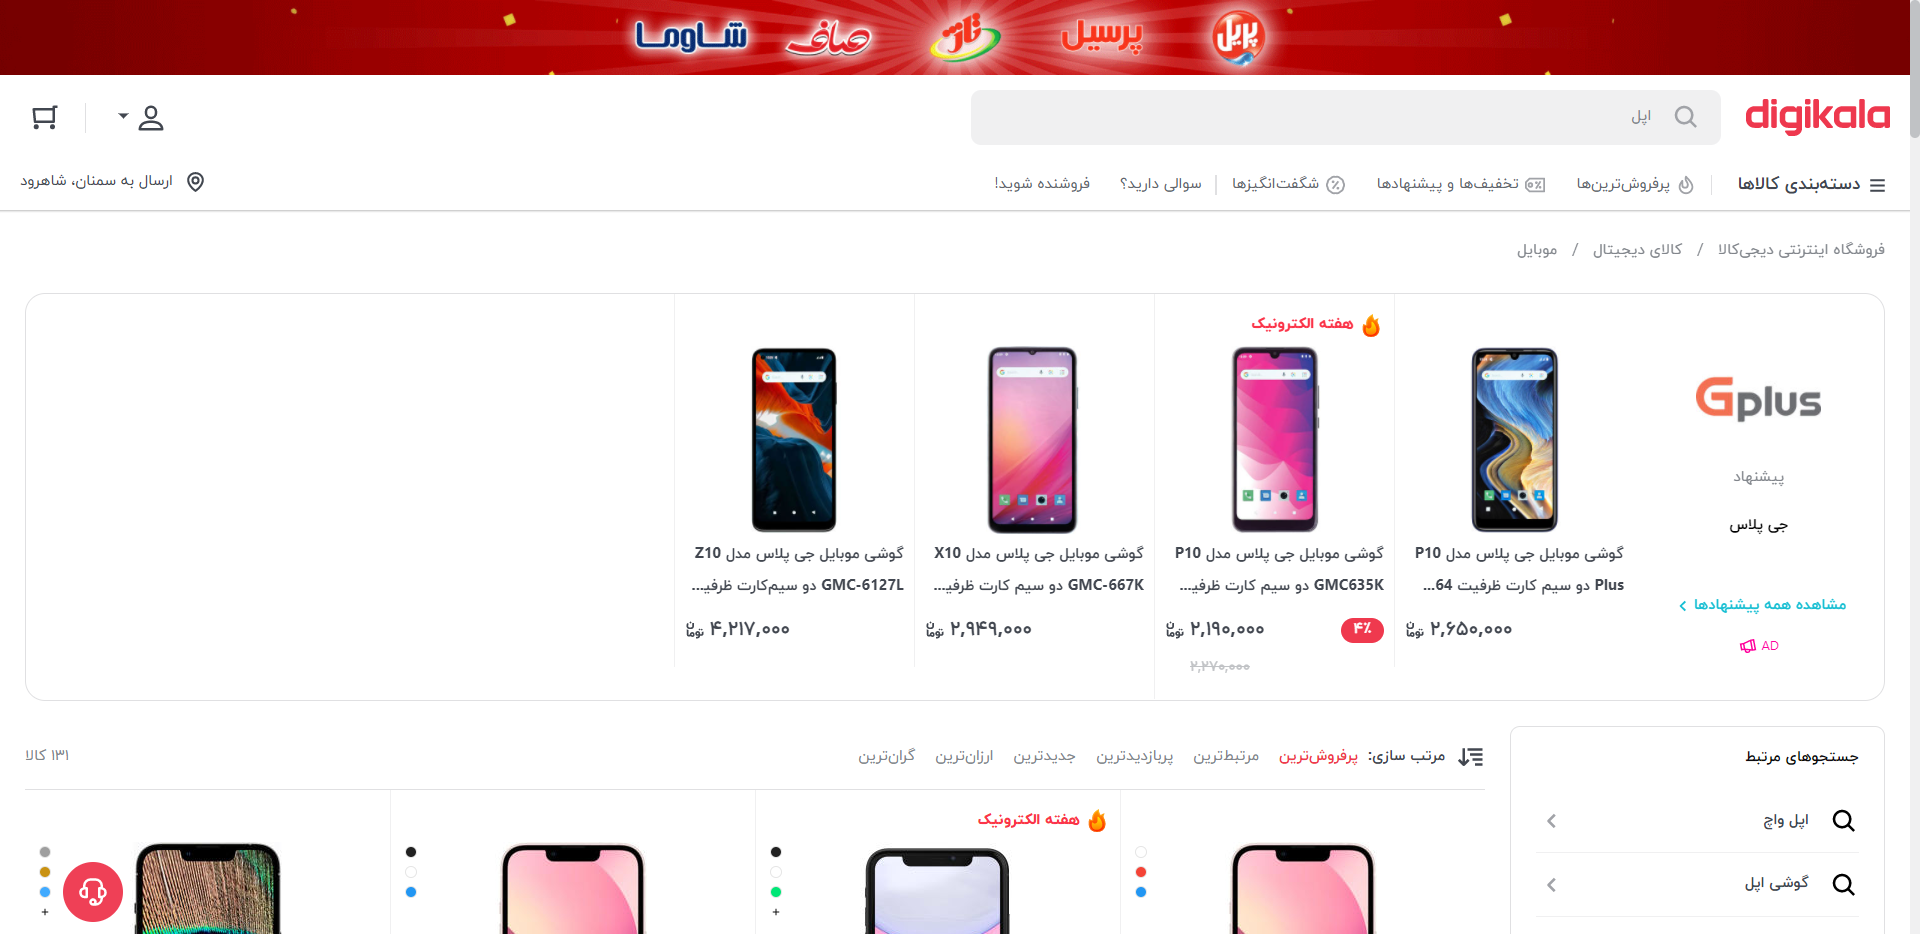 پریل
پرسیل
تاژ
صاف
شاوما
digikala
اپل
دسته‌بندی کالاها
پرفروش‌ترین‌ها
تخفیف‌ها و پیشنهادها
شگفت‌انگیزها
سوالی دارید؟
فروشنده شوید!
ارسال به سمنان، شاهرود
فروشگاه اینترنتی دیجی‌کالا / کالای دیجیتال / موبایل
Gplus
پیشنهاد
جی پلاس
مشاهده همه پیشنهادها
AD
گوشی موبایل جی پلاس مدل P10
Plus دو سیم کارت ظرفیت 64...
۲,۶۵۰,۰۰۰ تومان
هفته الکترونیک
گوشی موبایل جی پلاس مدل P10
GMC635K دو سیم کارت ظرفیـ...
۴٪
۲,۱۹۰,۰۰۰ تومان
۲,۲۷۰,۰۰۰
گوشی موبایل جی پلاس مدل X10
GMC-667K دو سیم کارت ظرفیـ...
۲,۹۴۹,۰۰۰ تومان
گوشی موبایل جی پلاس مدل Z10
GMC-6127L دو سیم‌کارت ظرفیـ...
۴,۲۱۷,۰۰۰ تومان
جستجوهای مرتبط
اپل واچ
گوشی اپل
مرتب سازی: پرفروش‌ترین مرتبط‌ترین پربازدیدترین جدیدترین ارزان‌ترین گران‌ترین
۱۳۱ کالا
هفته الکترونیک
+
+